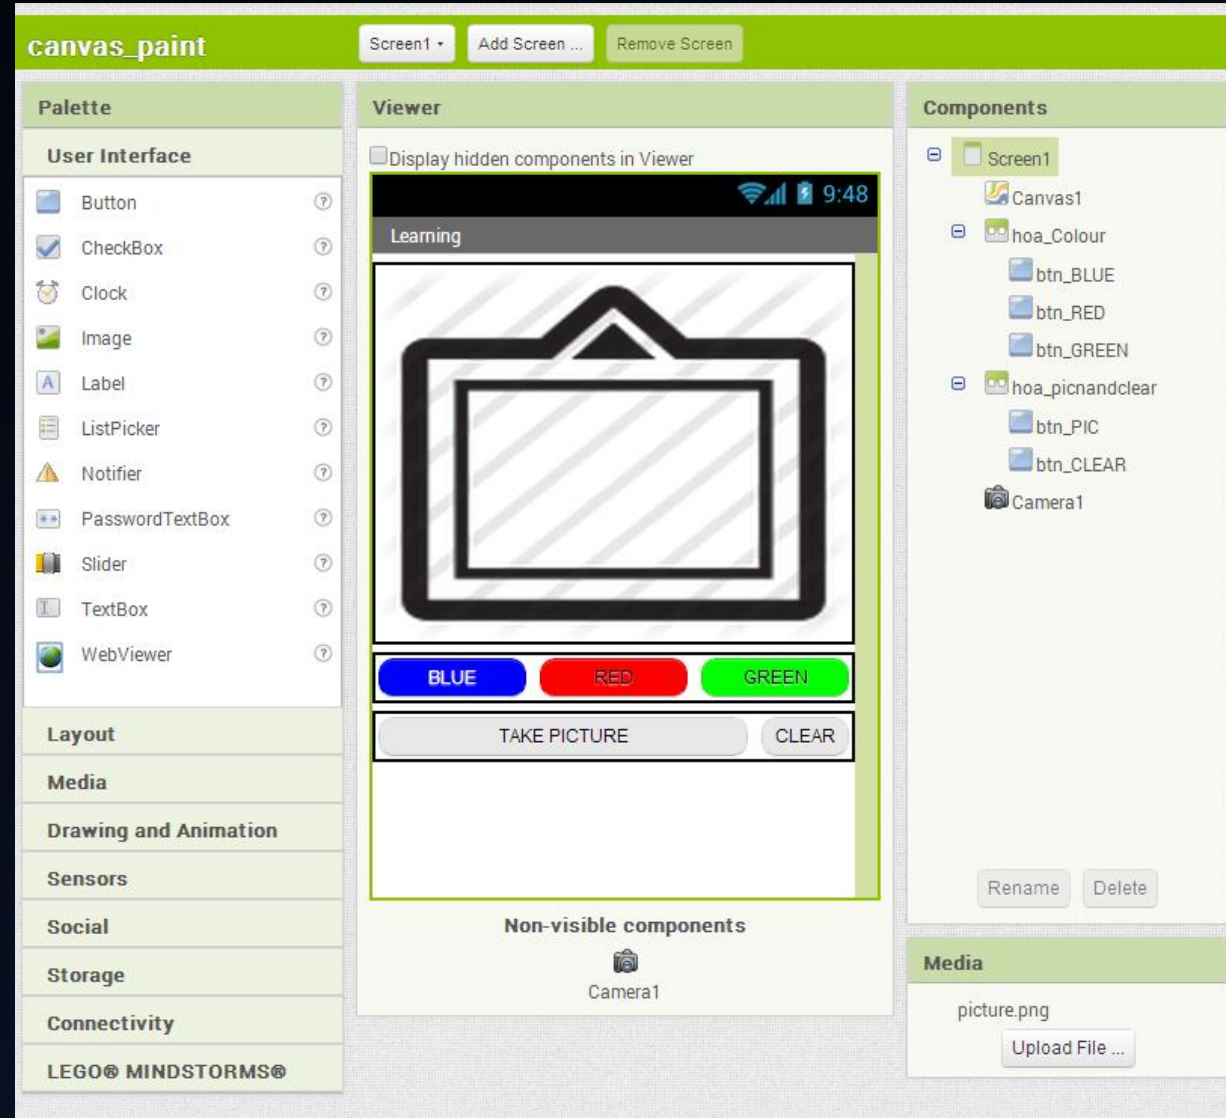 canvas_paint
Screen1
Add Screen ...
Remove Screen
Palette
User Interface
Button
CheckBox
Clock
Image
Label
ListPicker
Notifier
PasswordTextBox
Slider
TextBox
WebViewer
Layout
Media
Drawing and Animation
Sensors
Social
Storage
Connectivity
LEGO® MINDSTORMS®
Viewer
Display hidden components in Viewer
9:48
Learning
BLUE RED GREEN
TAKE PICTURE CLEAR
Non-visible components
Camera1
Components
Screen1
Canvas1
hoa_Colour
btn_BLUE
btn_RED
btn_GREEN
hoa_picnandclear
btn_PIC
btn_CLEAR
Camera1
Rename Delete
Media
picture.png
Upload File ...